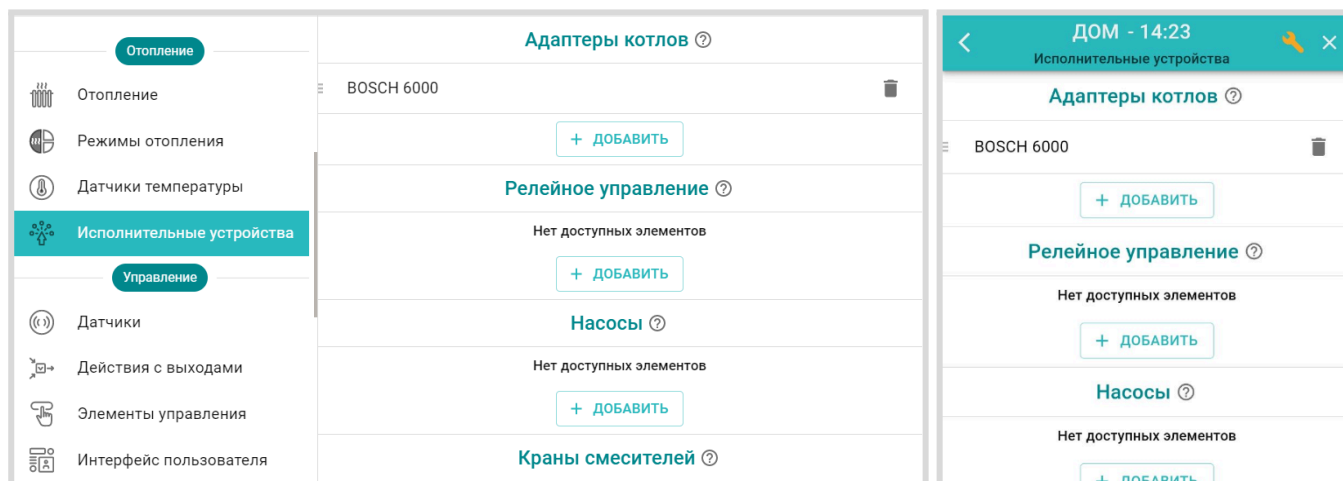 Отопление
Отопление
Режимы отопления
Датчики температуры
Исполнительные устройства
Управление
Датчики
Действия с выходами
Элементы управления
Интерфейс пользователя
Адаптеры котлов ?
BOSCH 6000
+ ДОБАВИТЬ
Релейное управление ?
Нет доступных элементов
+ ДОБАВИТЬ
Насосы ?
Нет доступных элементов
+ ДОБАВИТЬ
Краны смесителей ?
ДОМ - 14:23
Исполнительные устройства
Адаптеры котлов ?
BOSCH 6000
+ ДОБАВИТЬ
Релейное управление ?
Нет доступных элементов
+ ДОБАВИТЬ
Насосы ?
Нет доступных элементов
+ ДОБАВИТЬ